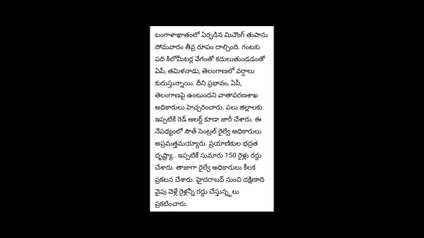 బంగాళాఖాతంలో ఏర్పడిన మిచౌంగ్ తుపాను
సోమవారం తీవ్ర రూపం దాల్చింది. గంటకు
పది కిలోమీటర్ల వేగంతో కదులుతుండడంతో
ఏపీ, తమిళనాడు, తెలంగాణలో వర్షాలు
కురుస్తున్నాయి. దీని ప్రభావం, ఏపీ,
తెలంగాణపై ఉంటుందని వాతావరణశాఖ
అధికారులు హెచ్చరించారు. పలు జిల్లాలకు
ఇప్పటికే రెడ్ అలర్ట్ కూడా జారీ చేశారు. ఈ
నేపథ్యంలో సౌత్ సెంట్రల్ రైల్వే అధికారులు
అప్రమత్తమయ్యారు. ప్రయాణికుల భద్రత
దృష్ట్యా.. ఇప్పటికే సుమారు 150 రైళ్లు రద్దు
చేశారు. తాజాగా రైల్వే అధికారులు కీలక
ప్రకటన చేశారు. హైదరాబాద్ నుంచి దక్షిణాది
వైపు వెళ్లే రైళ్లన్నీ రద్దు చేస్తున్నట్లు
ప్రకటించారు.